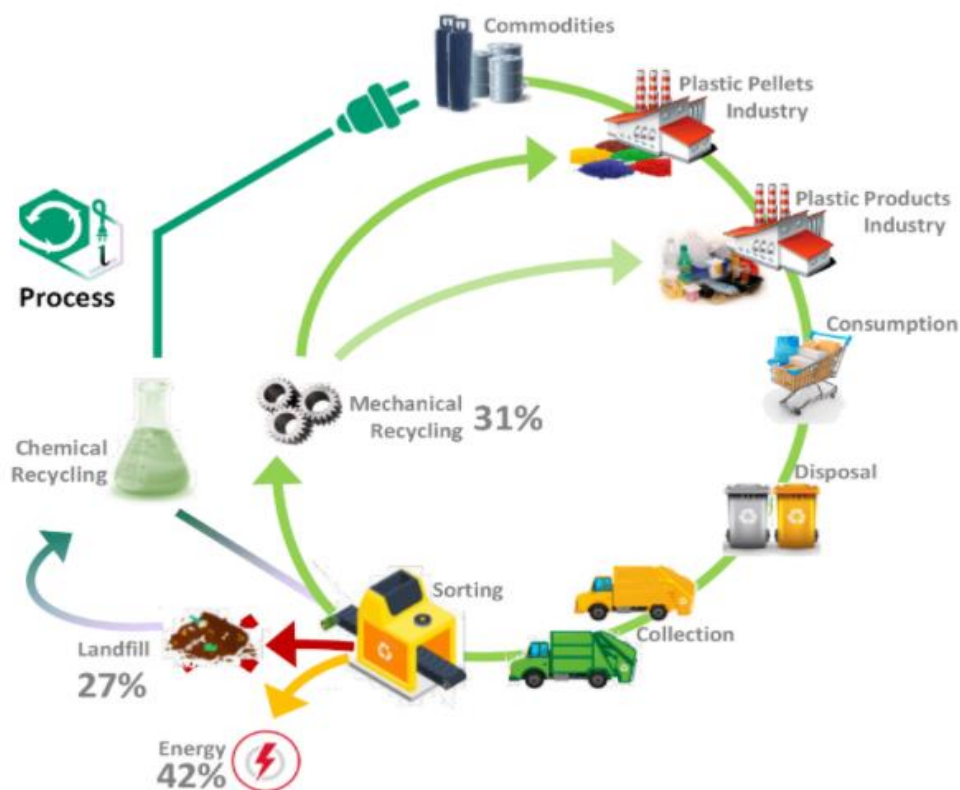 Commodities
Plastic Pellets
Industry
Plastic Products
Industry
Process
Consumption
Mechanical
Recycling 31%
Chemical
Recycling
Disposal
Sorting
Collection
Landfill
27%
Energy
42%